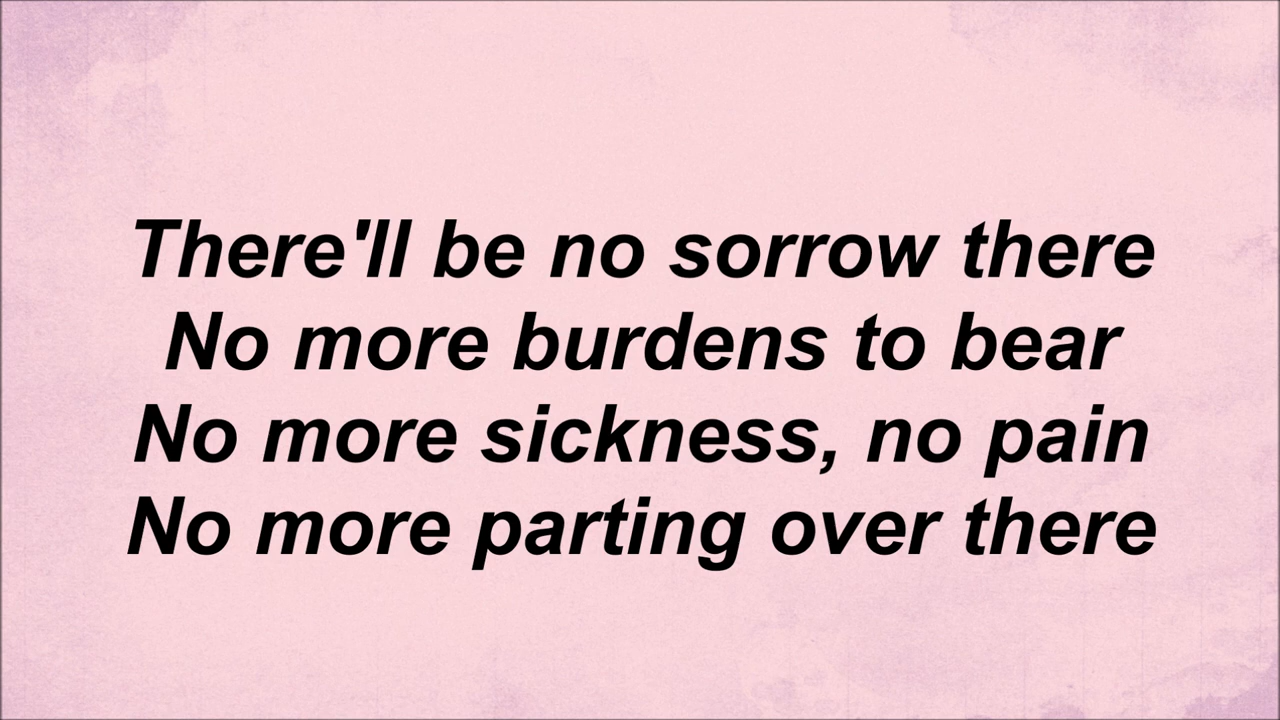 There'll be no sorrow there
No more burdens to bear
No more sickness, no pain
No more parting over there